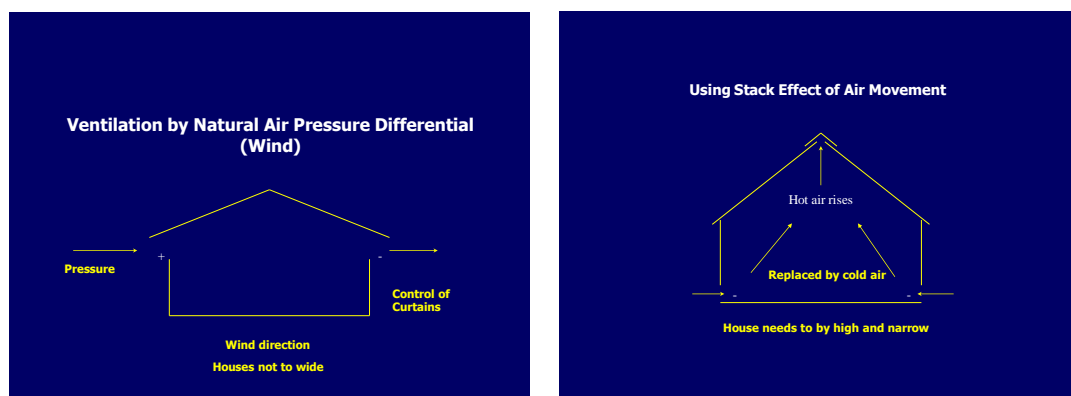 Ventilation by Natural Air Pressure Differential
(Wind)
+
-
Pressure
Control of
Curtains
Wind direction
Houses not to wide
Using Stack Effect of Air Movement
Hot air rises
Replaced by cold air
-
-
House needs to by high and narrow